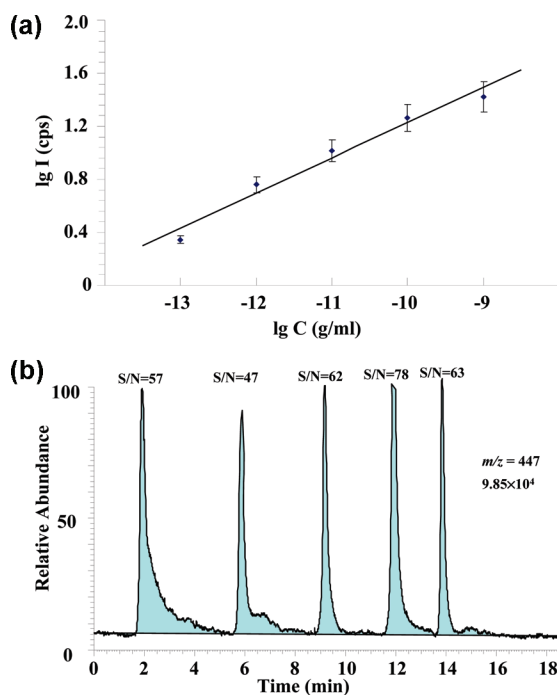 (a)
2.0
1.6
1.2
0.8
0.4
0
lg I (cps)
-13 -12 -11 -10 -9
lg C (g/ml)
(b)
S/N=57 S/N=47 S/N=62 S/N=78 S/N=63
100
50
0
Relative Abundance
m/z = 447
9.85×10⁴
0 2 4 6 8 10 12 14 16 18
Time (min)